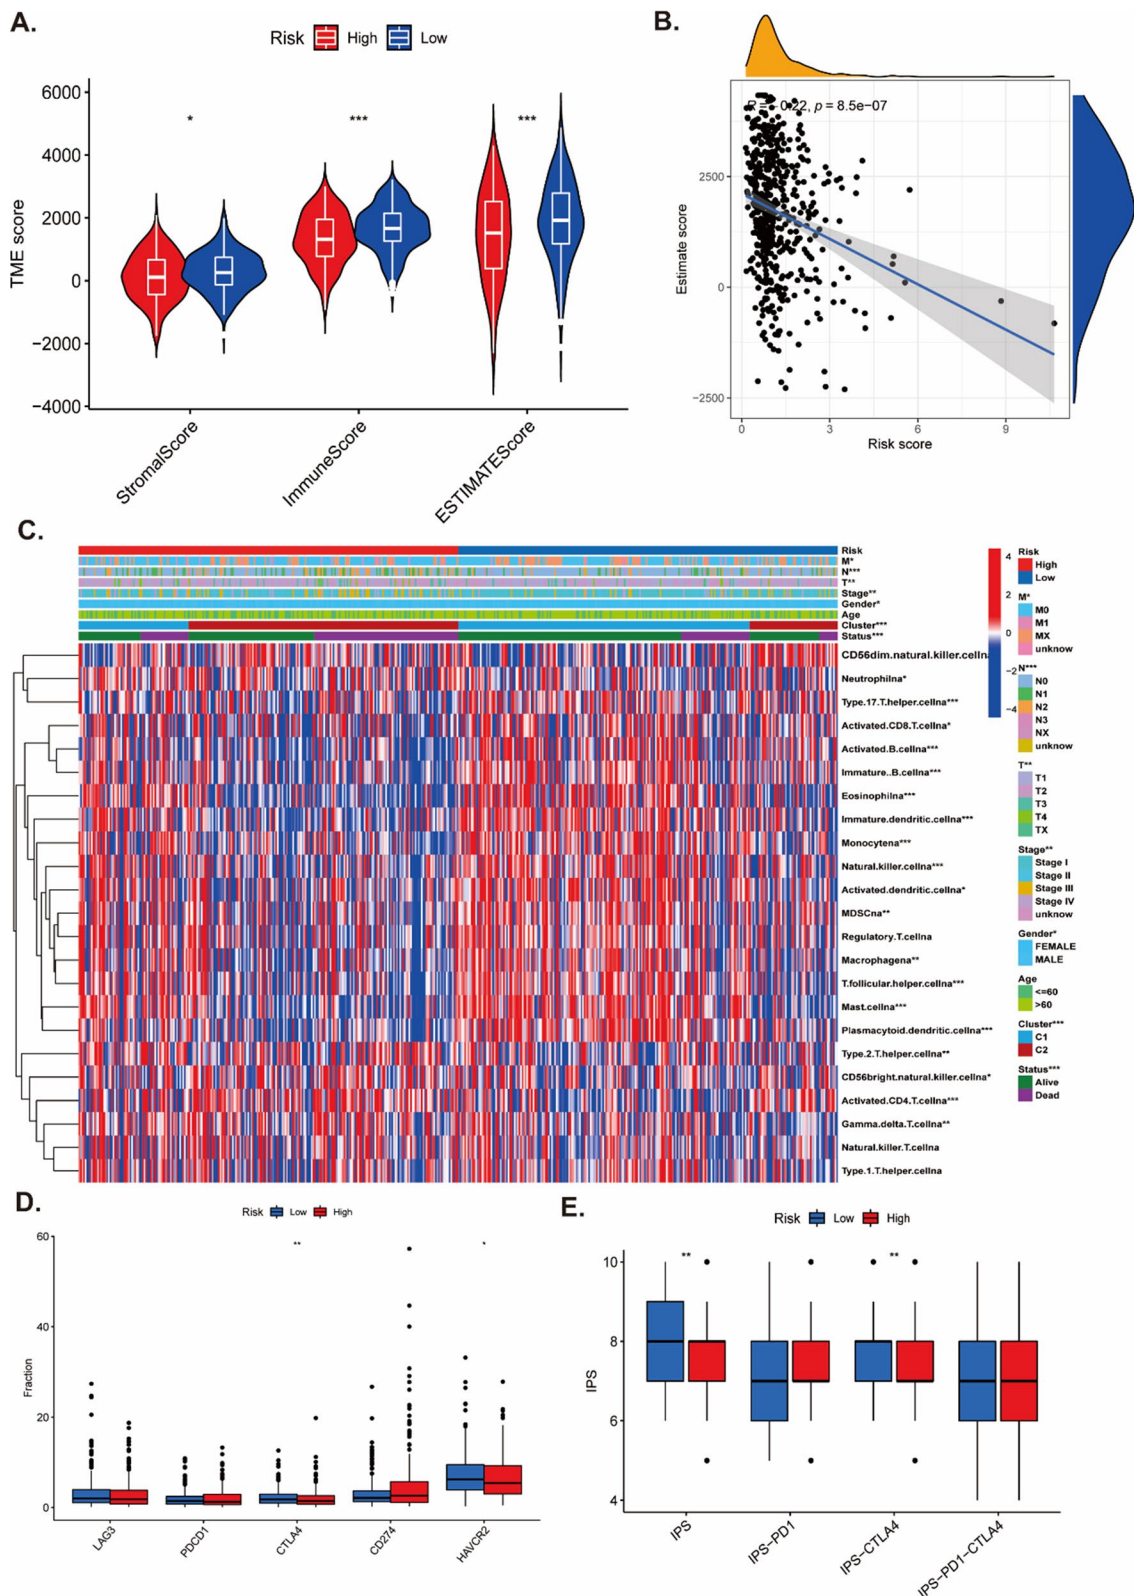 A.
Risk High Low
TME score
6000
4000
2000
0
−2000
−4000
* *** ***
StromalScore
ImmuneScore
ESTIMATEScore
B.
R = −0.22, p = 8.5e−07
Estimate score
2500
0
−2500
0 3 6 9
Risk score
C.
Risk
M*
N***
T**
Stage**
Gender*
Age
Cluster***
Status***
CD56dim.natural.killer.cellna
Neutrophilna*
Type.17.T.helper.cellna***
Activated.CD8.T.cellna*
Activated.B.cellna***
Immature..B.cellna***
Eosinophilna***
Immature.dendritic.cellna***
Monocytena***
Natural.killer.cellna***
Activated.dendritic.cellna*
MDSCna**
Regulatory.T.cellna
Macrophagena**
T.follicular.helper.cellna***
Mast.cellna***
Plasmacytoid.dendritic.cellna***
Type.2.T.helper.cellna**
CD56bright.natural.killer.cellna*
Activated.CD4.T.cellna***
Gamma.delta.T.cellna**
Natural.killer.T.cellna
Type.1.T.helper.cellna
4
2
0
−2
−4
Risk
High
Low
M*
M0
M1
MX
unknow
N***
N0
N1
N2
N3
NX
unknow
T**
T1
T2
T3
T4
TX
Stage**
Stage I
Stage II
Stage III
Stage IV
unknow
Gender*
FEMALE
MALE
Age
<=60
>60
Cluster***
C1
C2
Status***
Alive
Dead
D.
Risk Low High
Fraction
60
40
20
0
** *
LAG3
PDCD1
CTLA4
CD274
HAVCR2
E.
Risk Low High
IPS
10
8
6
4
** **
IPS
IPS−PD1
IPS−CTLA4
IPS−PD1−CTLA4